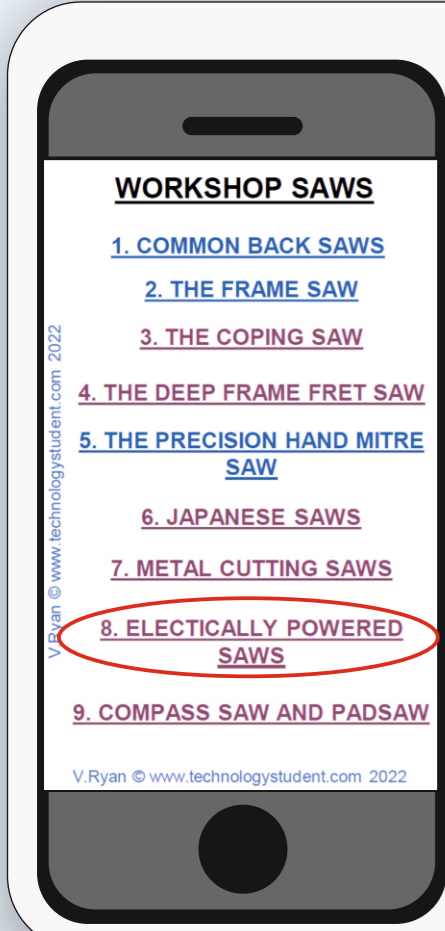 WORKSHOP SAWS
1. COMMON BACK SAWS
2. THE FRAME SAW
3. THE COPING SAW
4. THE DEEP FRAME FRET SAW
5. THE PRECISION HAND MITRE
SAW
6. JAPANESE SAWS
7. METAL CUTTING SAWS
8. ELECTICALLY POWERED
SAWS
9. COMPASS SAW AND PADSAW
V.Ryan © www.technologystudent.com 2022
V.Ryan © www.technologystudent.com 2022